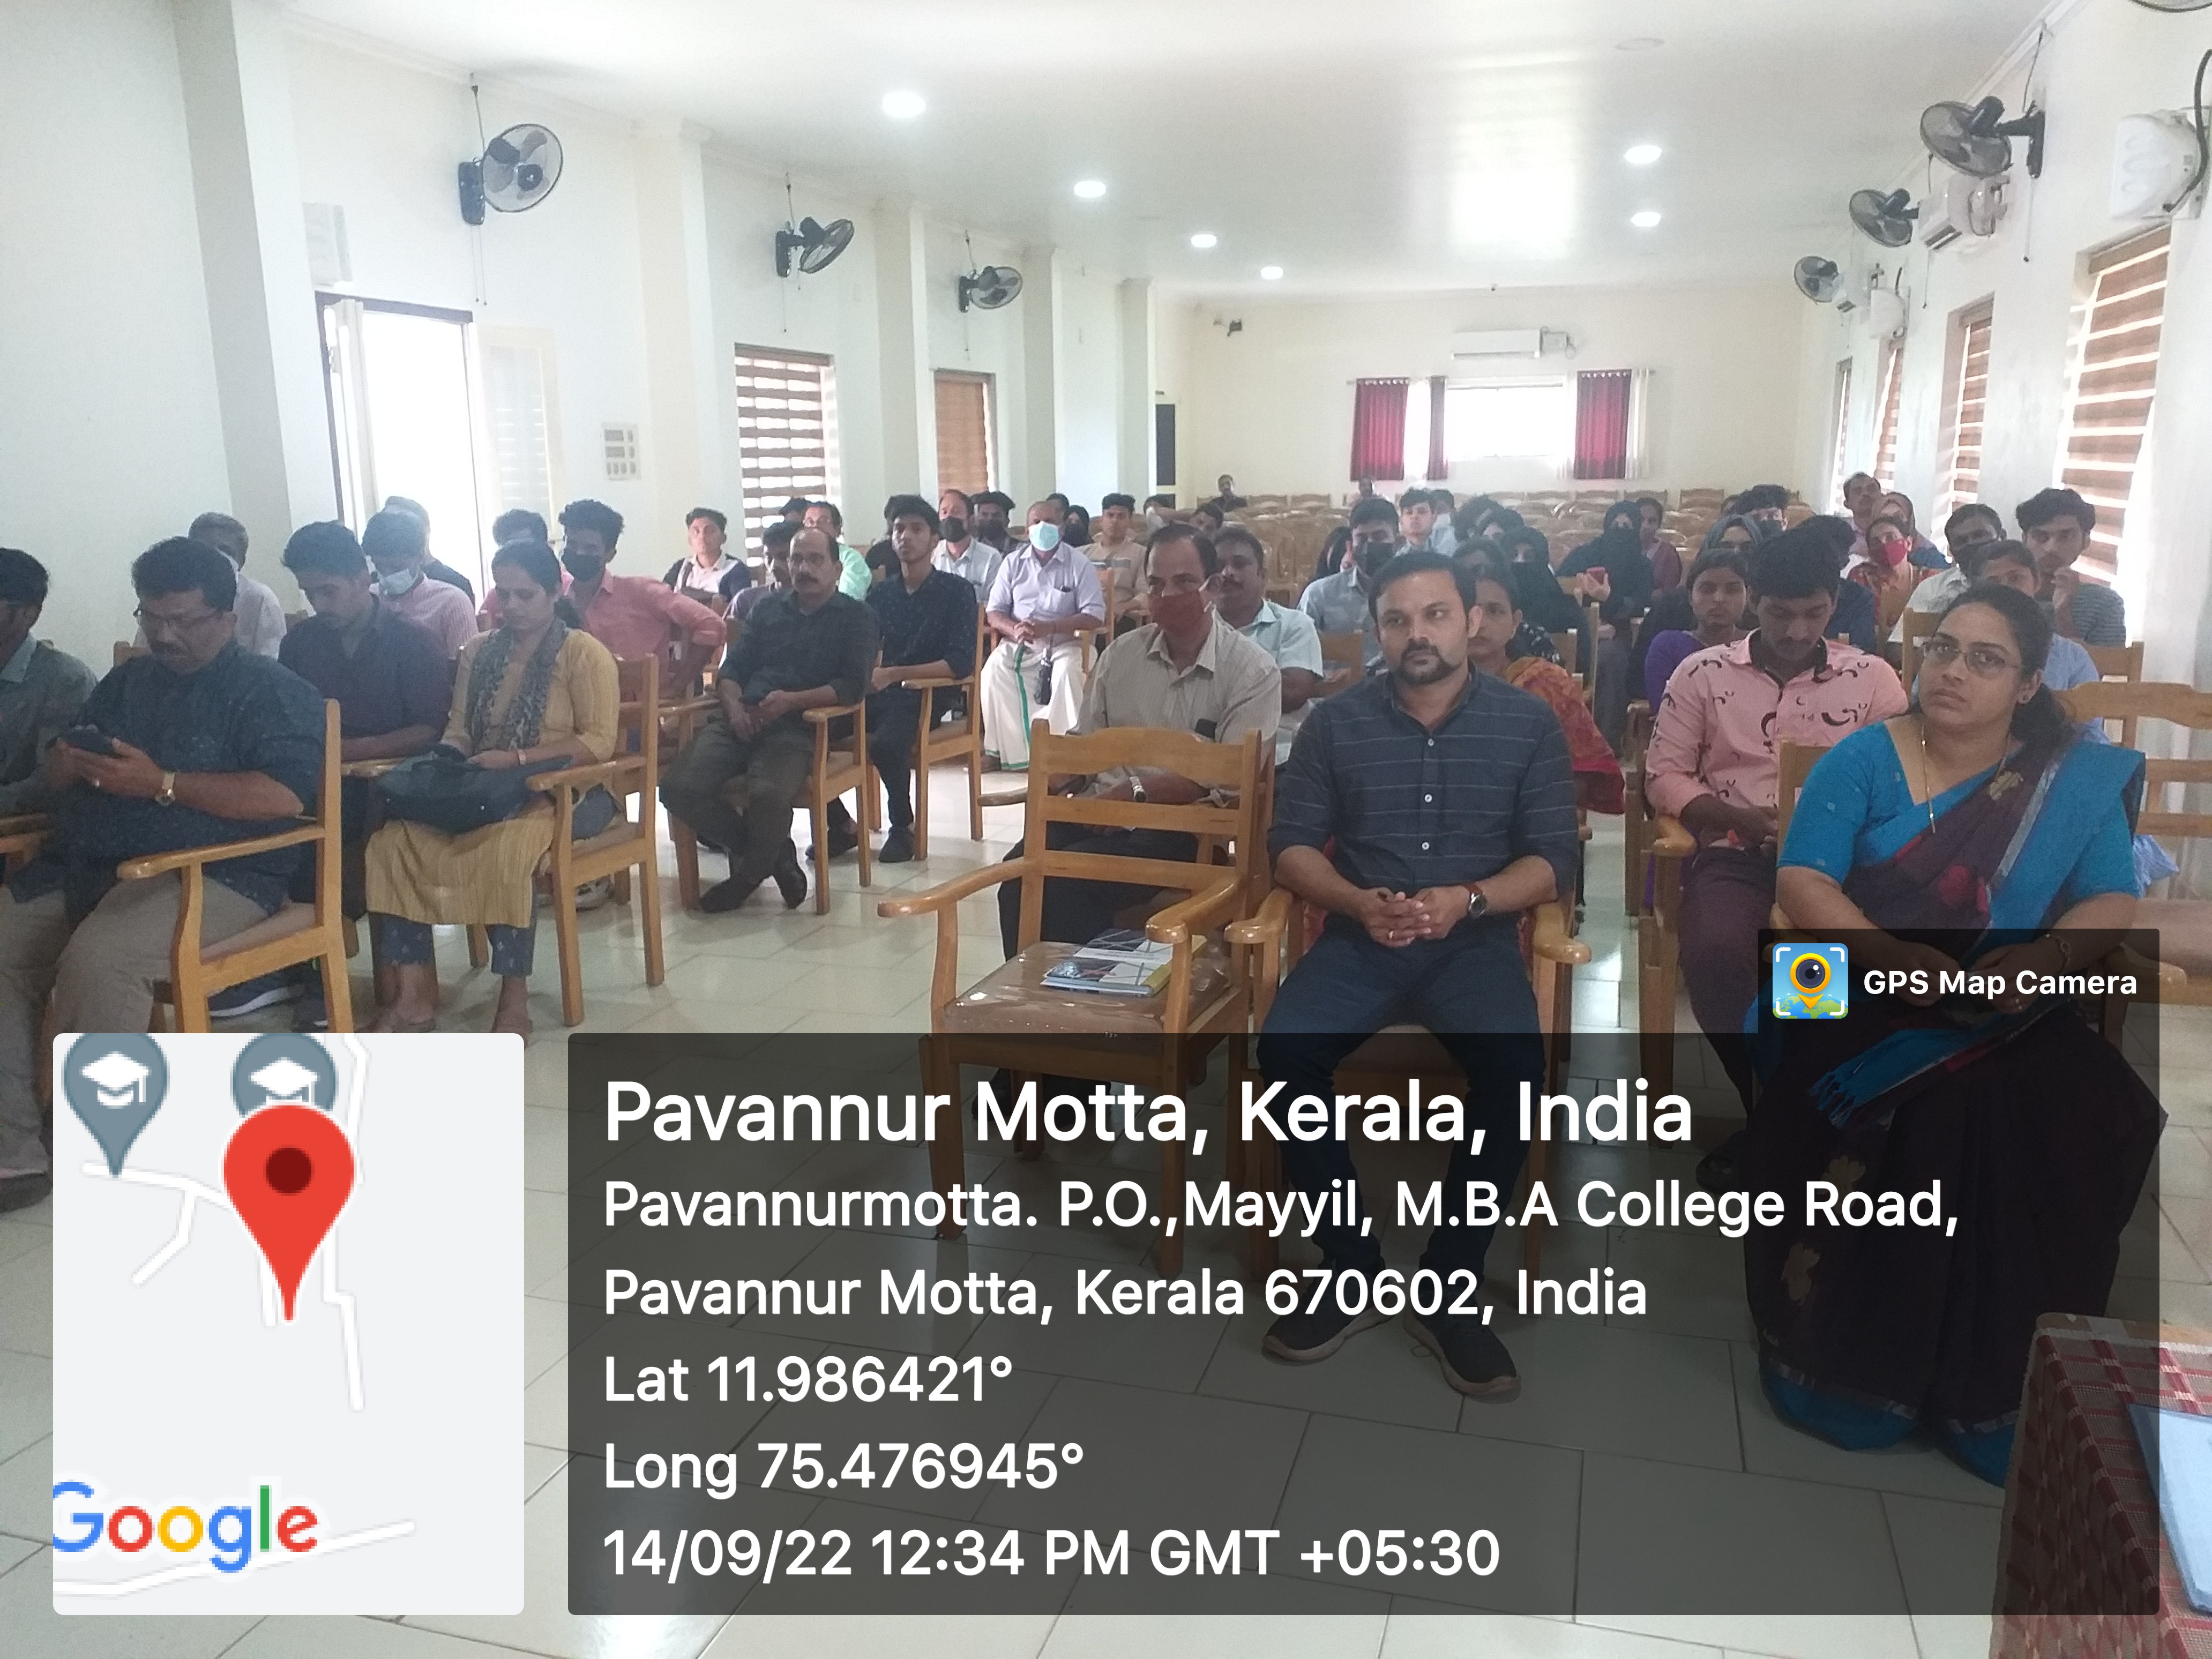 GPS Map Camera
Pavannur Motta, Kerala, India
Pavannurmotta. P.O.,Mayyil, M.B.A College Road,
Pavannur Motta, Kerala 670602, India
Lat 11.986421°
Long 75.476945°
14/09/22 12:34 PM GMT +05:30
Google